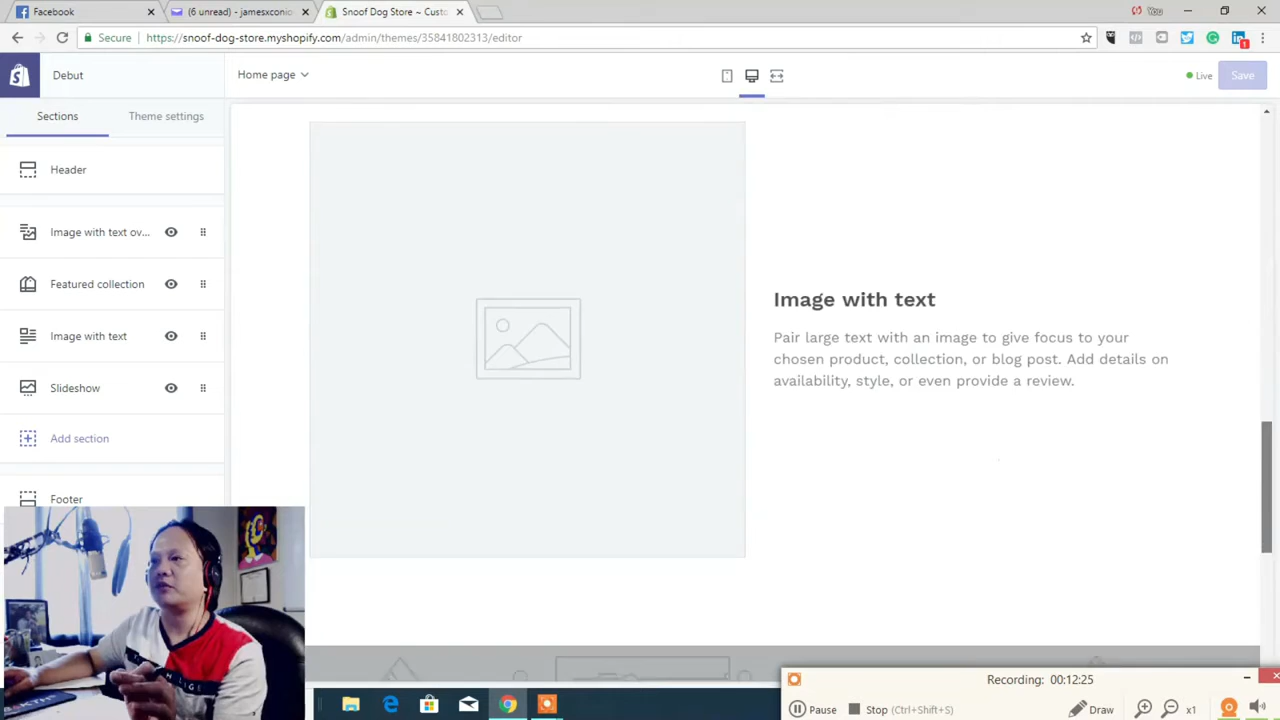 Facebook
(6 unread) - jamesxconio
Snoof Dog Store ~ Custo
You
Secure
https://snoof-dog-store.myshopify.com/admin/themes/35841802313/editor
1
Debut
Home page
Live
Save
Sections
Theme settings
Header
Image with text ov...
Featured collection
Image with text
Slideshow
Add section
Footer
Image with text
Pair large text with an image to give focus to your
chosen product, collection, or blog post. Add details on
availability, style, or even provide a review.
Recording: 00:12:25
Pause
Stop (Ctrl+Shift+S)
Draw
x1